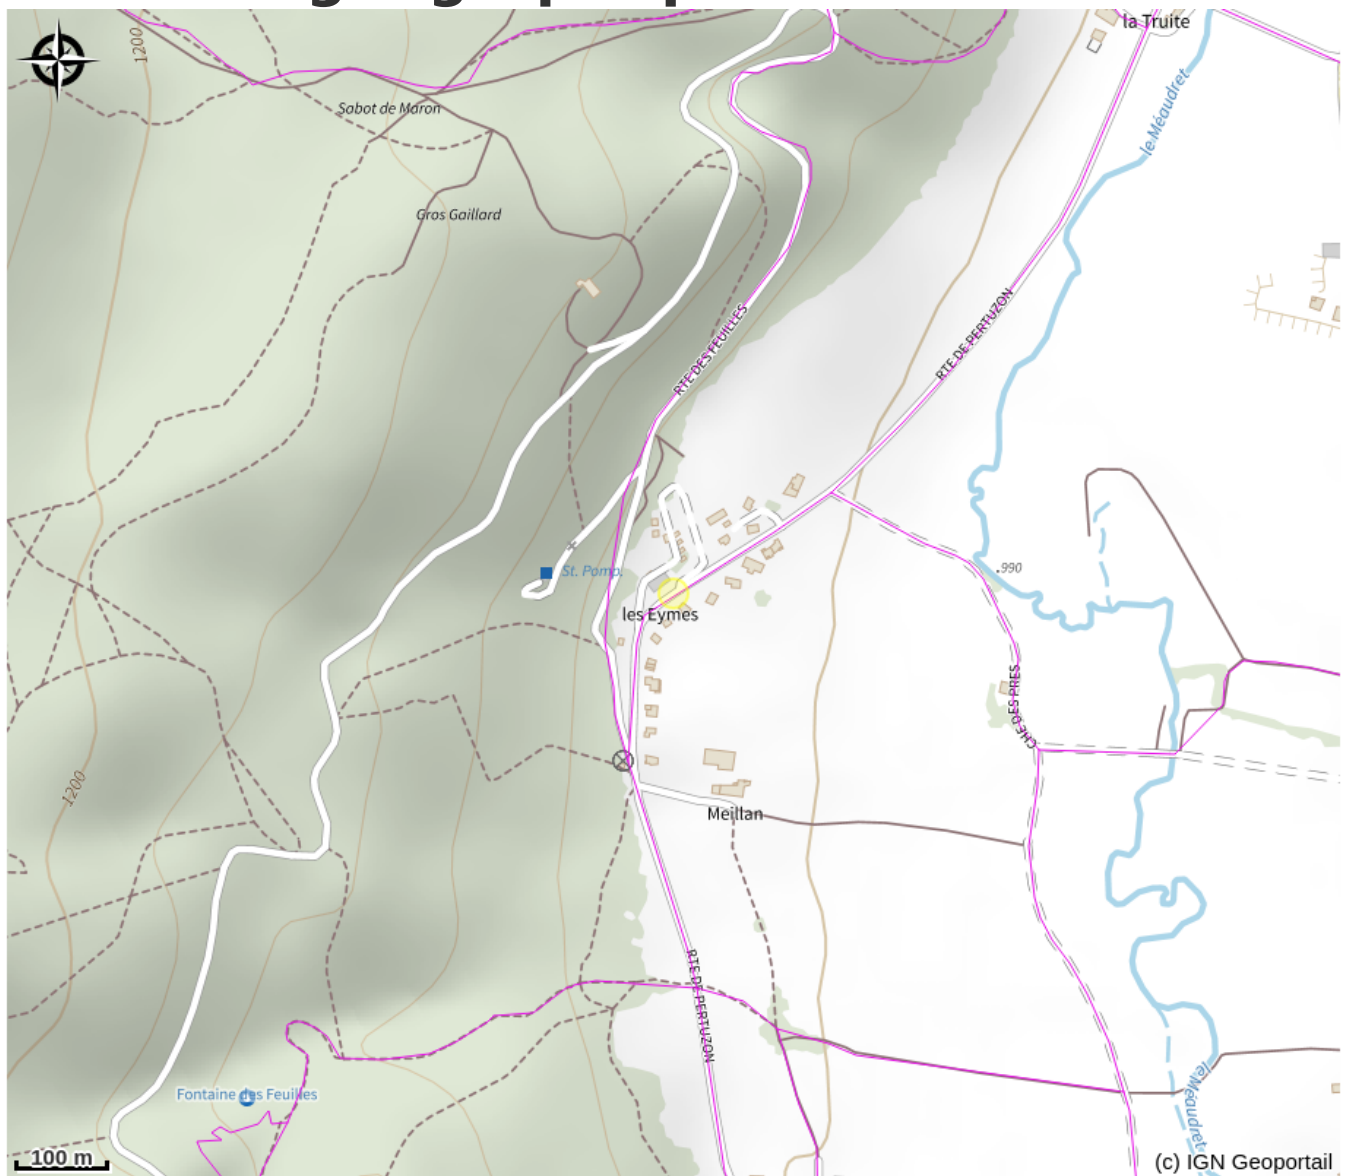 la Truite
1200
le Méaudret
Sabot de Maron
Gros Gaillard
RTE DES FEUILLES
RTE DE PERTUZON
St. Pomp.
990
les Eymes
CHE DES PRES
1200
Meillan
RTE DE PERTUZON
Fontaine des Feuilles
le Méaudret
100 m
(c) IGN Geoportail